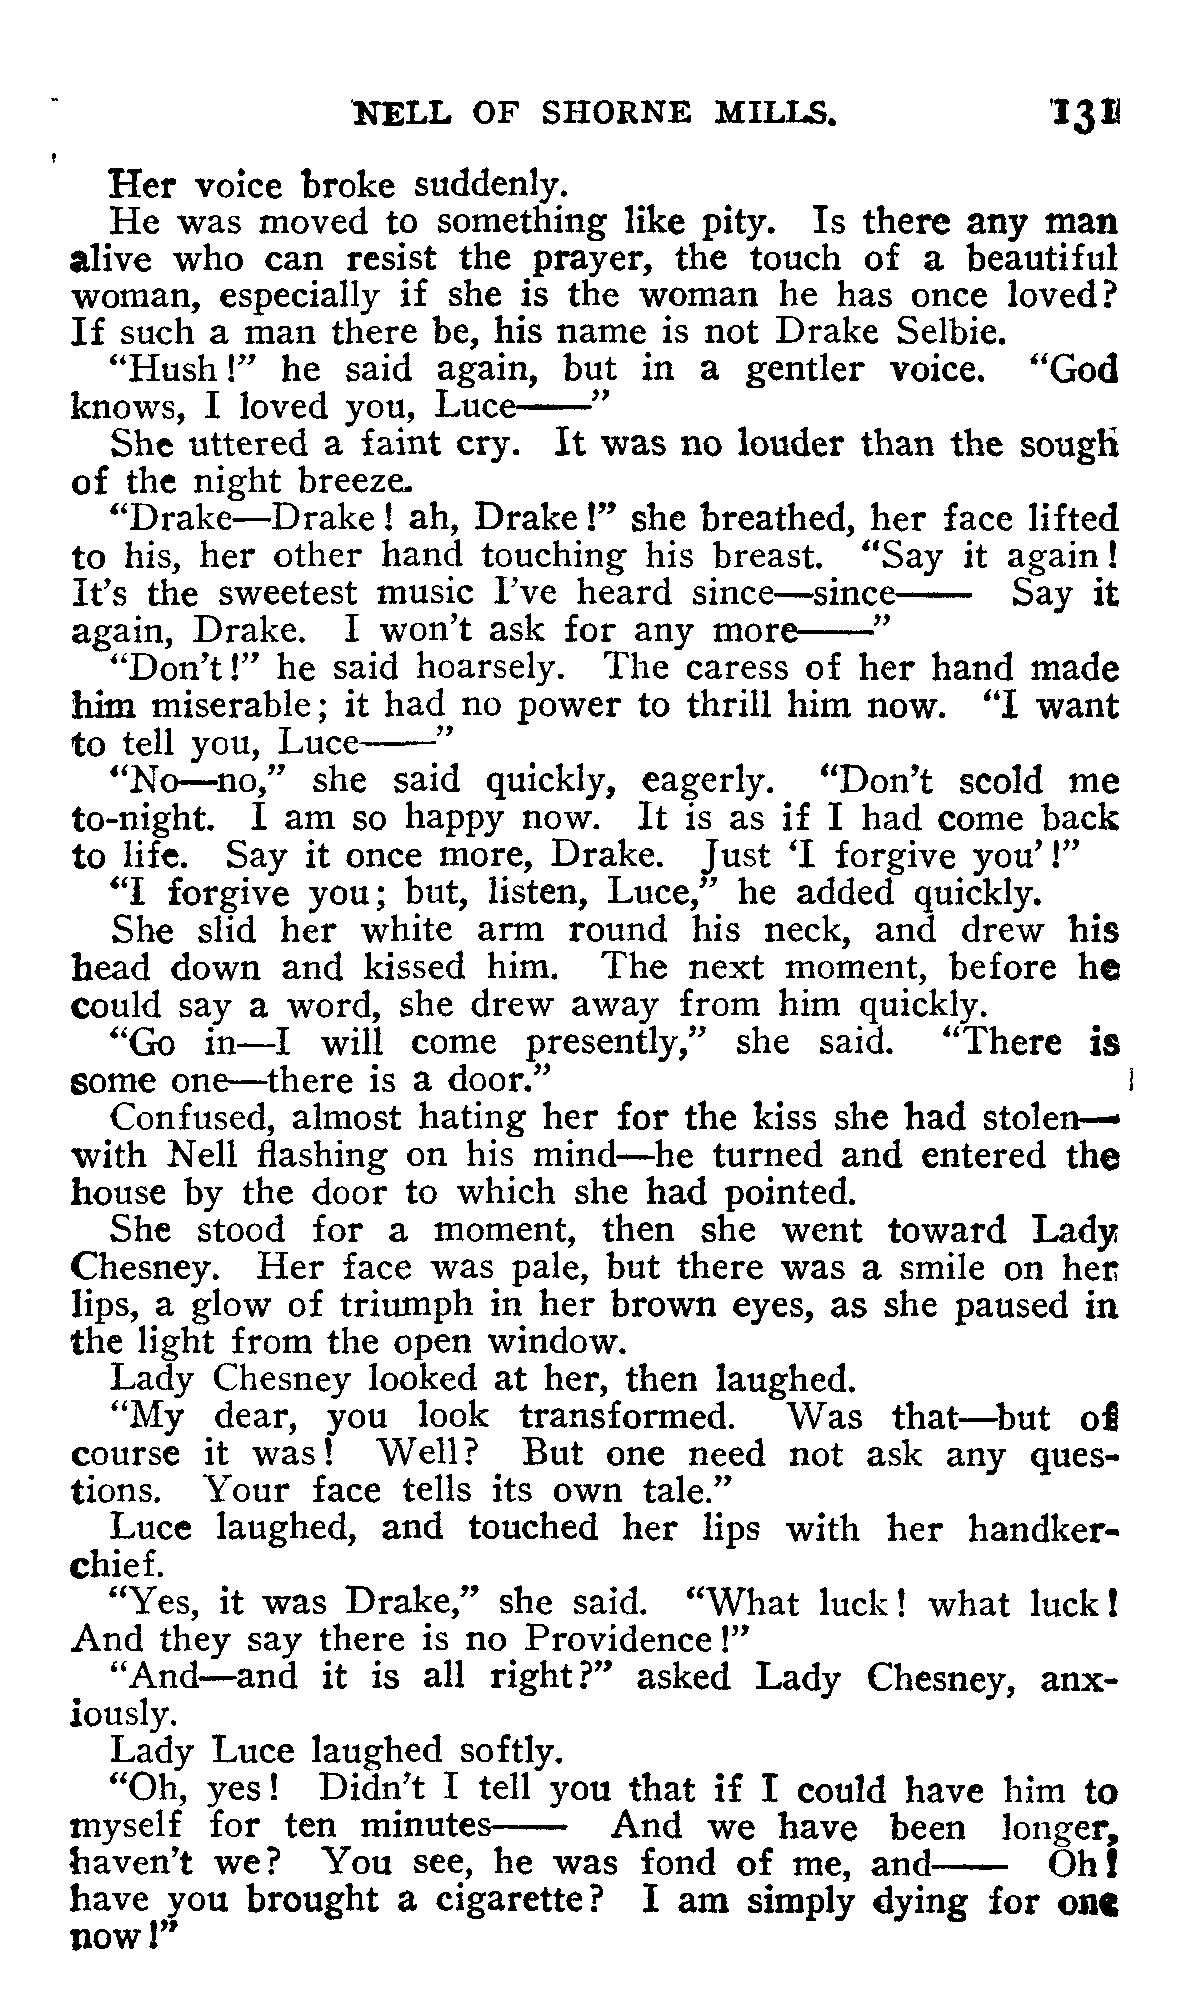 NELL OF SHORNE MILLS. 131
Her voice broke suddenly.
He was moved to something like pity. Is there any man
alive who can resist the prayer, the touch of a beautiful
woman, especially if she is the woman he has once loved?
If such a man there be, his name is not Drake Selbie.
“Hush!” he said again, but in a gentler voice. “God
knows, I loved you, Luce——”
She uttered a faint cry. It was no louder than the sough
of the night breeze.
“Drake—Drake! ah, Drake!” she breathed, her face lifted
to his, her other hand touching his breast. “Say it again!
It's the sweetest music I've heard since—since—— Say it
again, Drake. I won't ask for any more——”
“Don't!” he said hoarsely. The caress of her hand made
him miserable; it had no power to thrill him now. “I want
to tell you, Luce——”
“No—no,” she said quickly, eagerly. “Don't scold me
to-night. I am so happy now. It is as if I had come back
to life. Say it once more, Drake. Just ‘I forgive you’!”
“I forgive you; but, listen, Luce,” he added quickly.
She slid her white arm round his neck, and drew his
head down and kissed him. The next moment, before he
could say a word, she drew away from him quickly.
“Go in—I will come presently,” she said. “There is
some one—there is a door.”
Confused, almost hating her for the kiss she had stolen—
with Nell flashing on his mind—he turned and entered the
house by the door to which she had pointed.
She stood for a moment, then she went toward Lady
Chesney. Her face was pale, but there was a smile on her
lips, a glow of triumph in her brown eyes, as she paused in
the light from the open window.
Lady Chesney looked at her, then laughed.
“My dear, you look transformed. Was that—but of
course it was! Well? But one need not ask any ques-
tions. Your face tells its own tale.”
Luce laughed, and touched her lips with her handker-
chief.
“Yes, it was Drake,” she said. “What luck! what luck!
And they say there is no Providence!”
“And—and it is all right?” asked Lady Chesney, anx-
iously.
Lady Luce laughed softly.
“Oh, yes! Didn't I tell you that if I could have him to
myself for ten minutes—— And we have been longer,
haven't we? You see, he was fond of me, and—— Oh!
have you brought a cigarette? I am simply dying for one
now!”